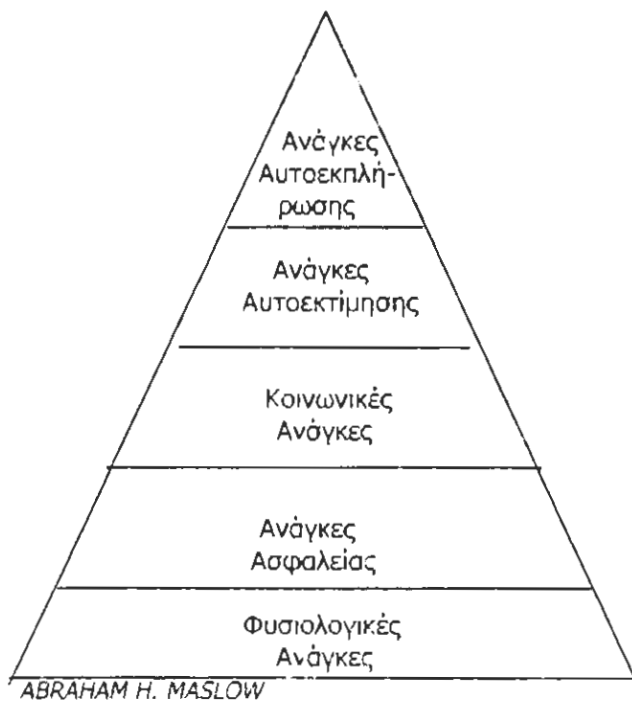 Ανάγκες
Αυτοεκπλή-
ρωσης
Ανάγκες
Αυτοεκτίμησης
Κοινωνικές
Ανάγκες
Ανάγκες
Ασφαλείας
Φυσιολογικές
Ανάγκες
ABRAHAM H. MASLOW